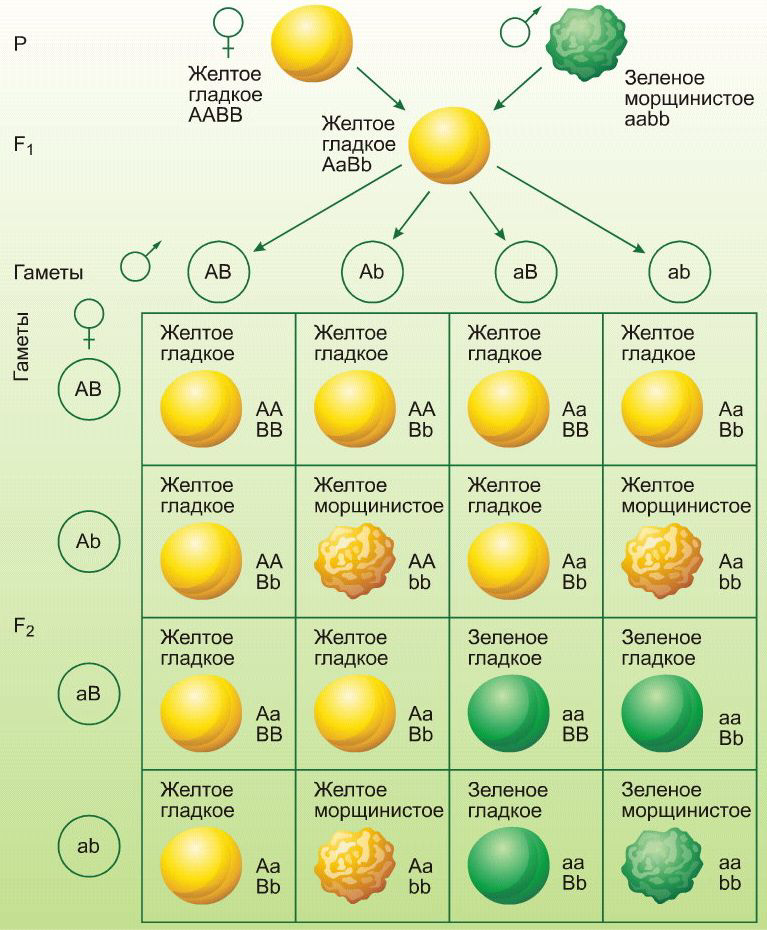 P
Желтое
гладкое
AABB
Зеленое
морщинистое
aabb
F1
Желтое
гладкое
AaBb
Гаметы
AB
Ab
aB
ab
Гаметы
AB
Желтое
гладкое
AA
BB
Желтое
гладкое
AA
Bb
Желтое
гладкое
Aa
BB
Желтое
гладкое
Aa
Bb
Ab
Желтое
гладкое
AA
Bb
Желтое
морщинистое
AA
bb
Желтое
гладкое
Aa
Bb
Желтое
морщинистое
Aa
bb
F2
aB
Желтое
гладкое
Aa
BB
Желтое
гладкое
Aa
Bb
Зеленое
гладкое
aa
BB
Зеленое
гладкое
aa
Bb
ab
Желтое
гладкое
Aa
Bb
Желтое
морщинистое
Aa
bb
Зеленое
гладкое
aa
Bb
Зеленое
морщинистое
aa
bb